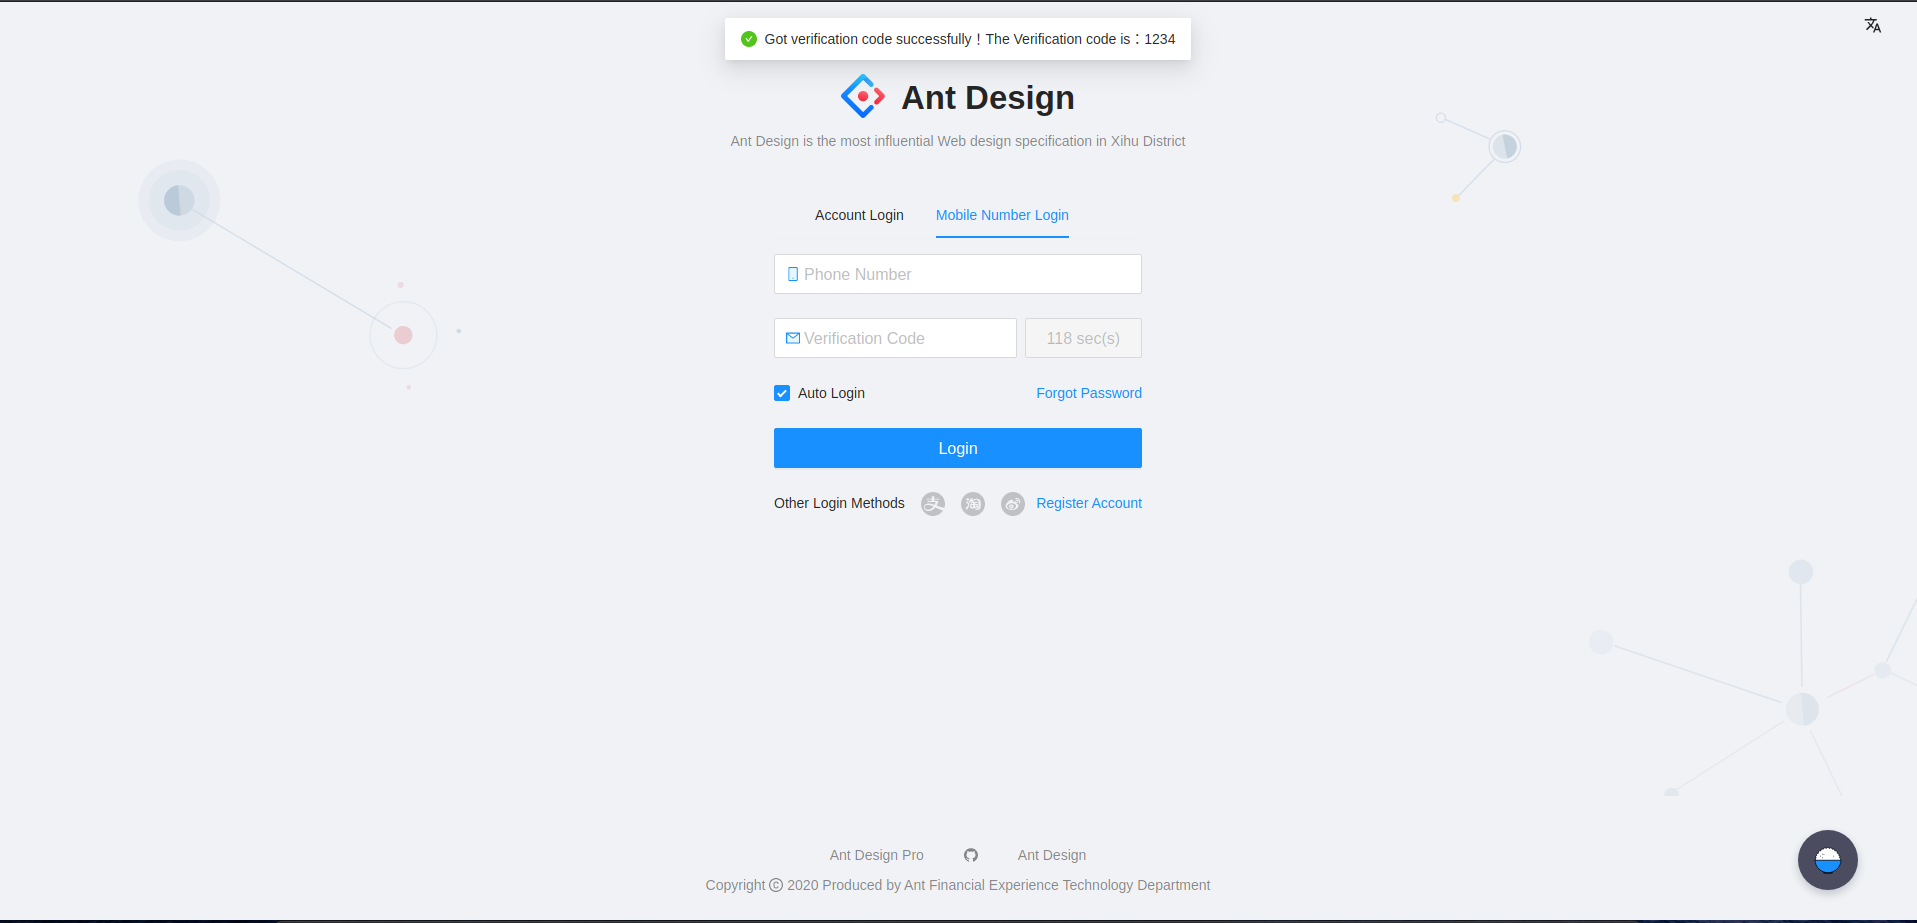 Got verification code successfully！The Verification code is：1234
Ant Design
Ant Design is the most influential Web design specification in Xihu District
Account Login Mobile Number Login
Phone Number
Verification Code 118 sec(s)
Auto Login Forgot Password
Login
Other Login Methods 支 淘 Register Account
Ant Design Pro Ant Design
Copyright © 2020 Produced by Ant Financial Experience Technology Department